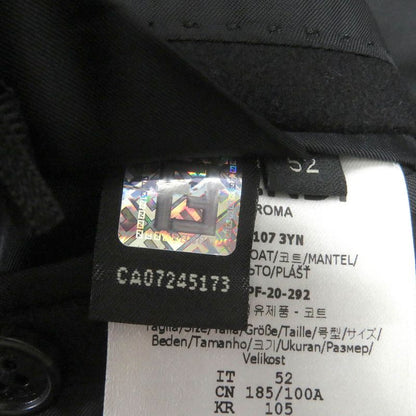 52
CA07245173
ROMA
107 3YN
OAT/코트/MANTEL/
OTO/PLÁŠŤ
PF-20-292
의유제품 - 코트
Taglia/Size/Talla/Größe/Taille/号型/サイズ/
Beden/Tamanho/크기/Ukuran/Размер/
Velikost
IT 52
CN 185/100A
KR 105